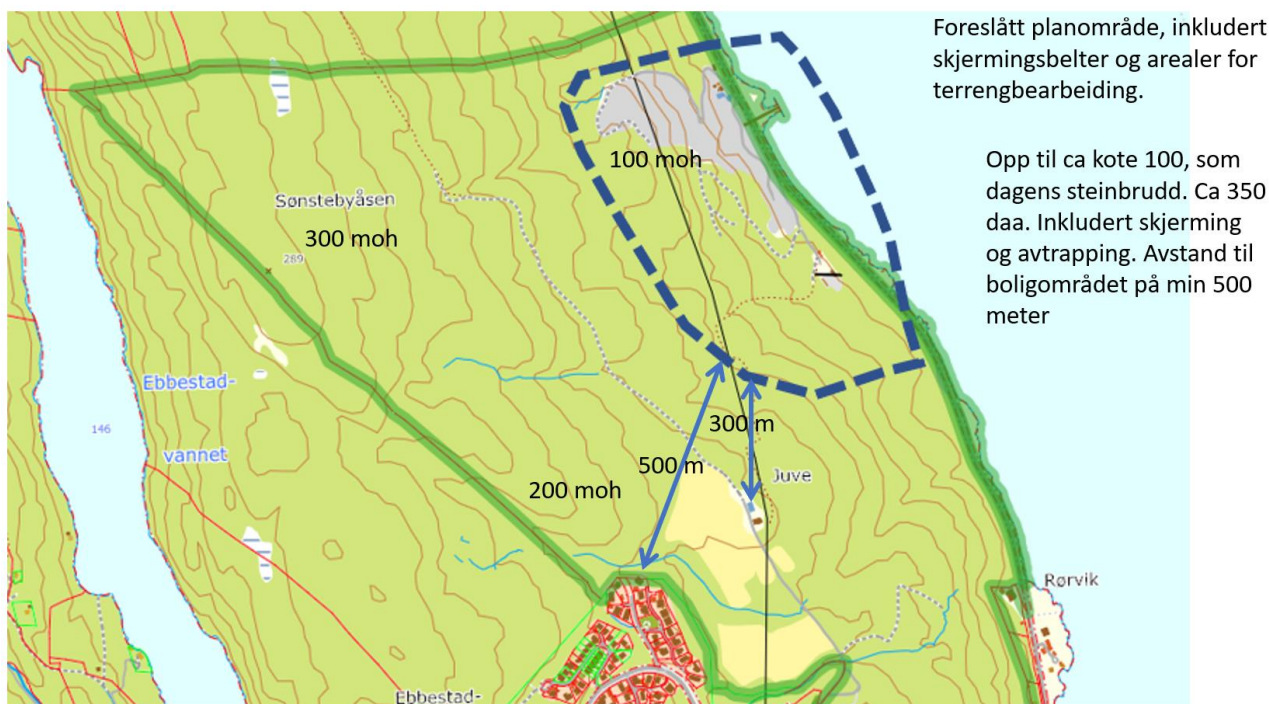 Foreslått planområde, inkludert
skjermingsbelter og arealer for
terrengbearbeiding.
Opp til ca kote 100, som
dagens steinbrudd. Ca 350
daa. Inkludert skjerming
og avtrapping. Avstand til
boligområdet på min 500
meter
100 moh
Sønstebyåsen
300 moh
289
Ebbestad-
146
vannet
300 m
500 m
Juve
200 moh
Rørvik
Ebbestad-